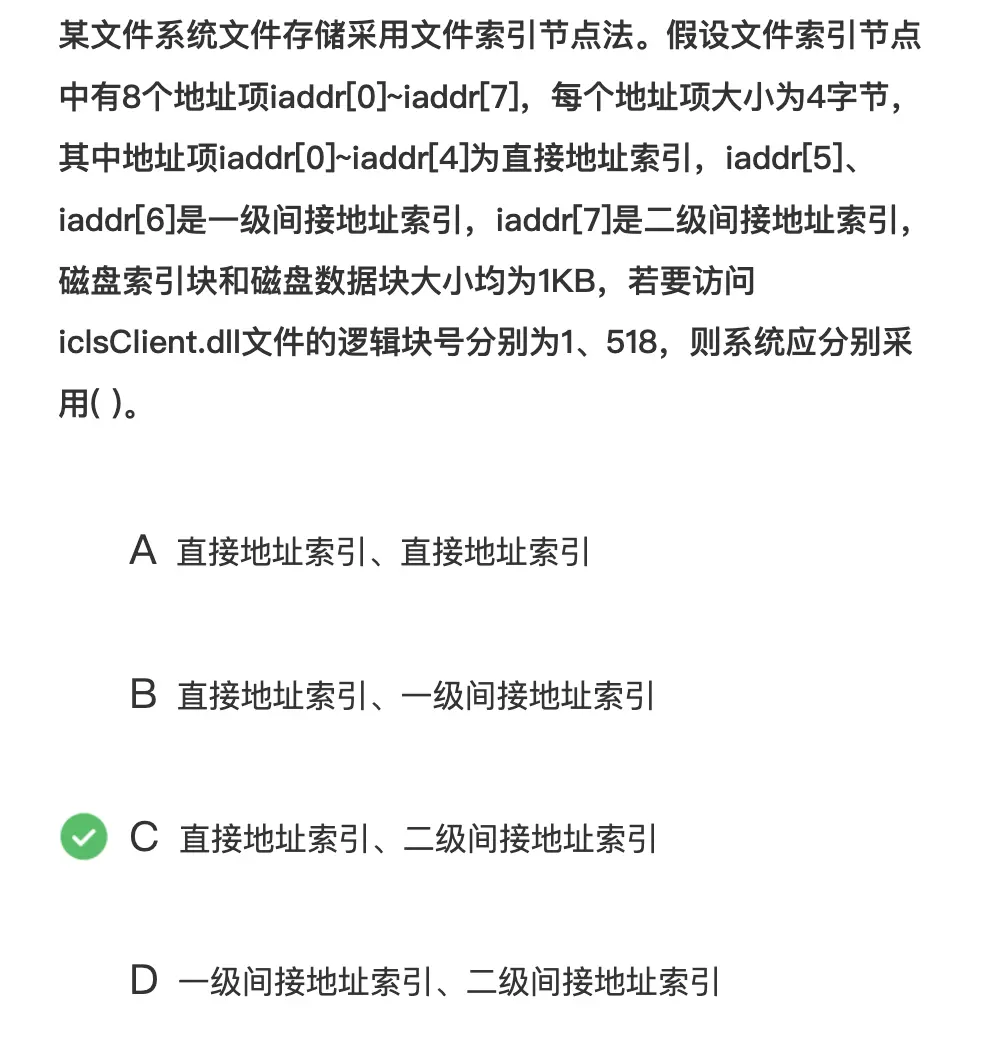 某文件系统文件存储采用文件索引节点法。假设文件索引节点
中有8个地址项iaddr[0]~iaddr[7]，每个地址项大小为4字节，
其中地址项iaddr[0]~iaddr[4]为直接地址索引，iaddr[5]、
iaddr[6]是一级间接地址索引，iaddr[7]是二级间接地址索引，
磁盘索引块和磁盘数据块大小均为1KB，若要访问
iclsClient.dll文件的逻辑块号分别为1、518，则系统应分别采
用( )。
A 直接地址索引、直接地址索引
B 直接地址索引、一级间接地址索引
C 直接地址索引、二级间接地址索引
D 一级间接地址索引、二级间接地址索引